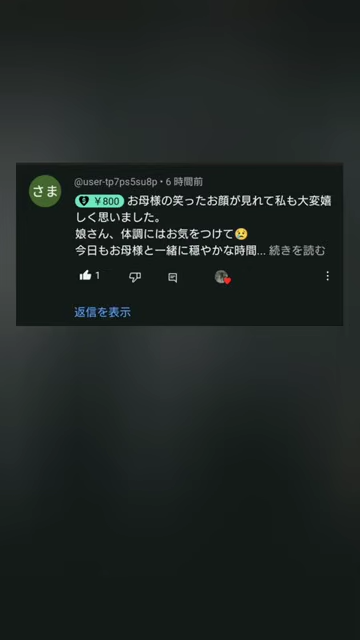 さま
@user-tp7ps5su8p・6 時間前
¥800 お母様の笑ったお顔が見れて私も大変嬉
しく思いました。
娘さん、体調にはお気をつけて😢
今日もお母様と一緒に穏やかな時間... 続きを読む
1
返信を表示